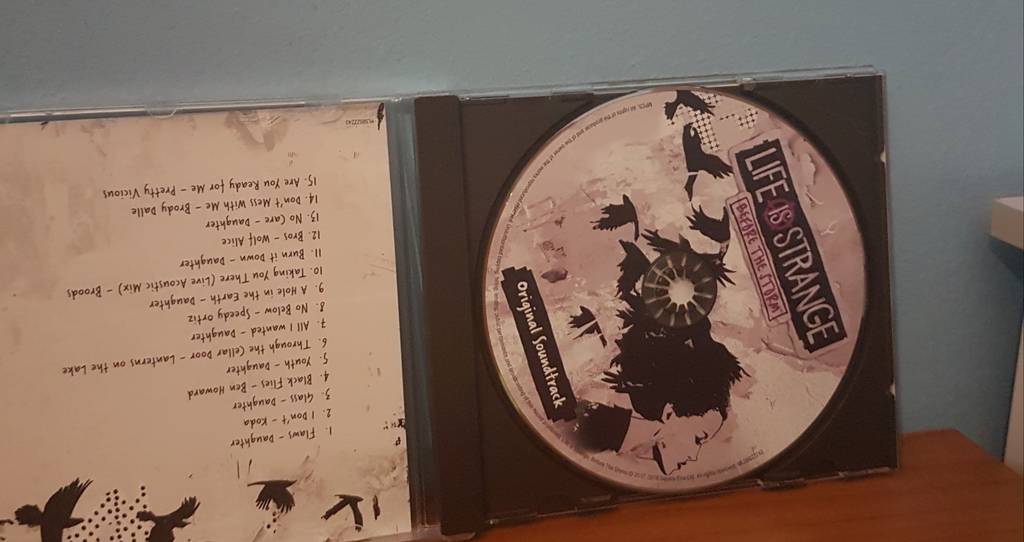 1. Flaws - Daughter
2. I Don't - Koda
3. Glass - Daughter
4. Black Flies - Ben Howard
5. Youth - Daughter
6. Through the Cellar Door - Lanterns on the Lake
7. All I wanted - Daughter
8. No Below - Speedy Ortiz
9. A Hole in the Earth - Daughter
10. Taking You There (Live Acoustic Mix) - Broods
11. Burn it Down - Daughter
12. Bros - Wolf Alice
13. No Care - Daughter
14. Don't Mess With Me - Brody Dalle
15. Are You Ready For Me - Pretty Vicious
LIFE IS STRANGE
BEFORE THE STORM
Original Soundtrack